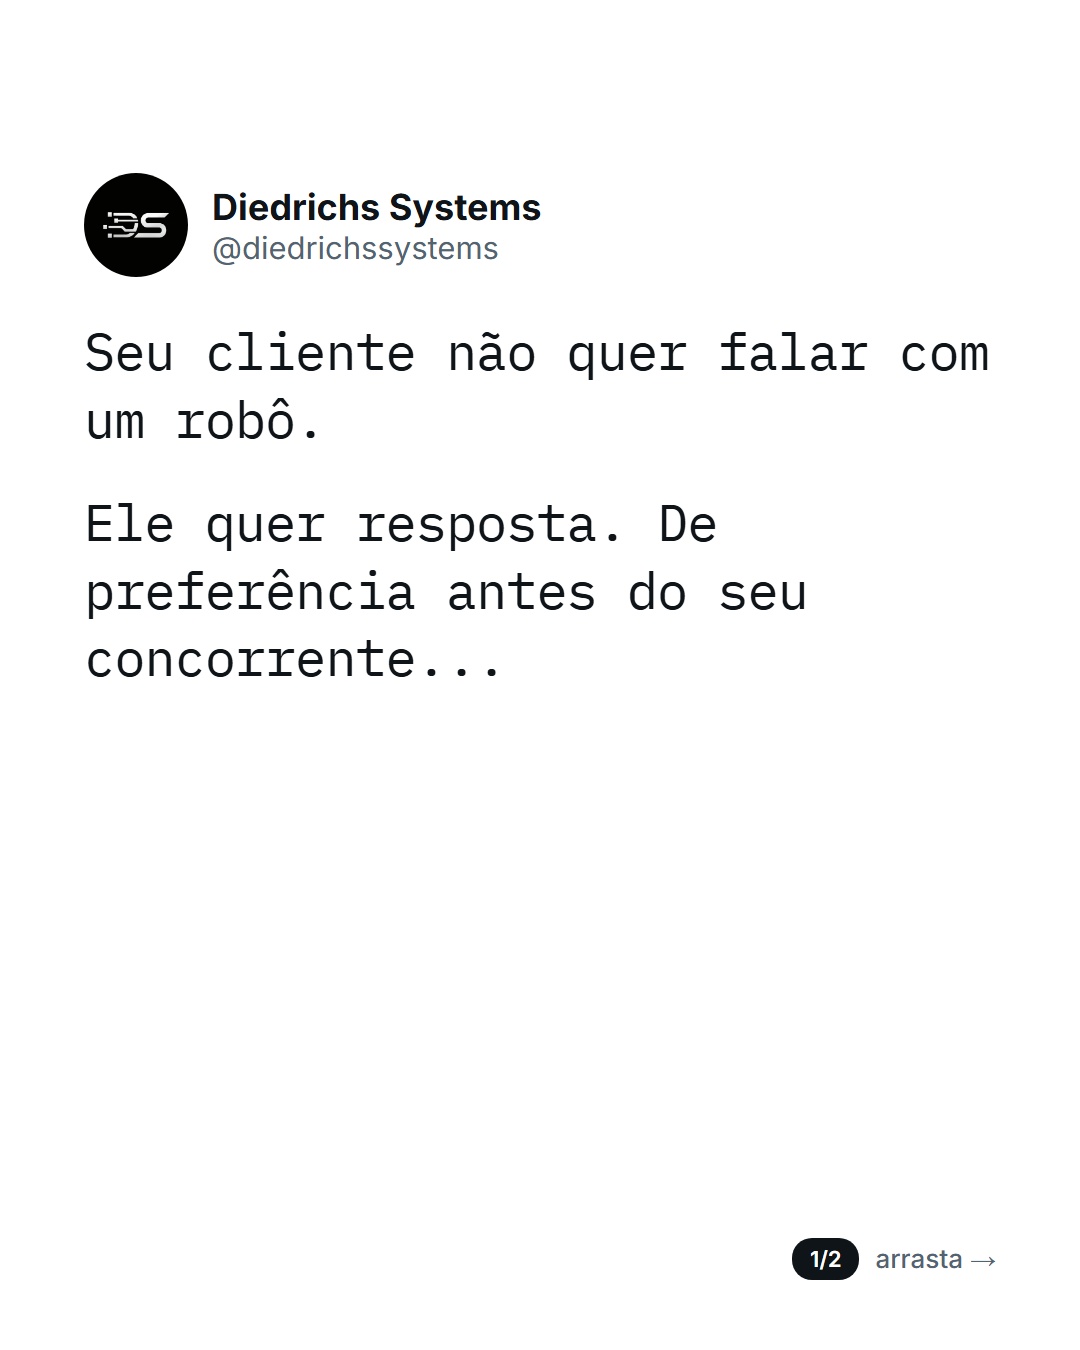 DS
Diedrichs Systems
@diedrichssystems
Seu cliente não quer falar com
um robô.
Ele quer resposta. De
preferência antes do seu
concorrente...
1/2 arrasta →